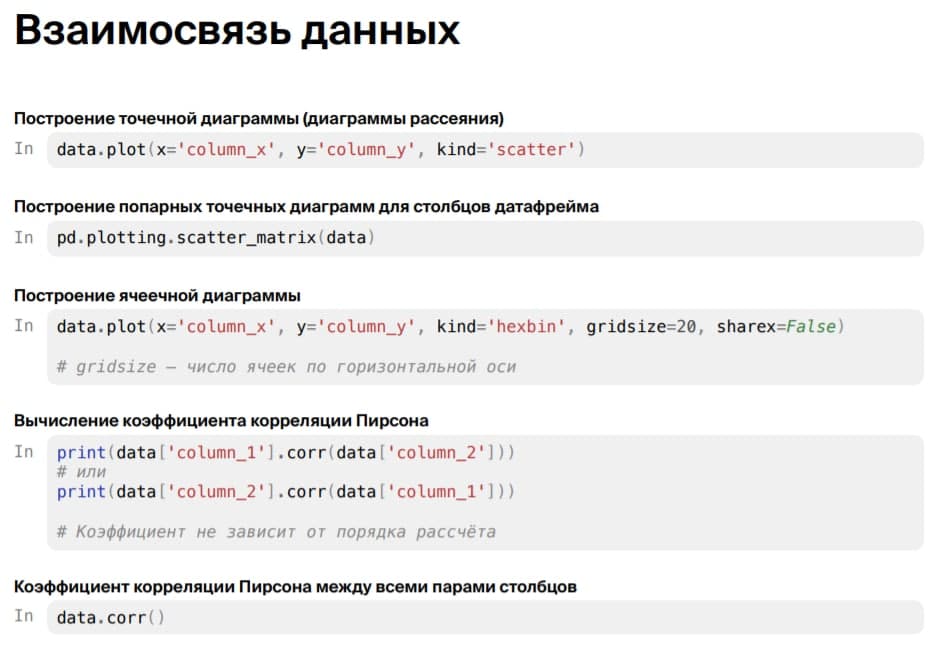 Взаимосвязь данных
Построение точечной диаграммы (диаграммы рассеяния)
In data.plot(x='column_x', y='column_y', kind='scatter')
Построение попарных точечных диаграмм для столбцов датафрейма
In pd.plotting.scatter_matrix(data)
Построение ячеечной диаграммы
In data.plot(x='column_x', y='column_y', kind='hexbin', gridsize=20, sharex=False)
# gridsize — число ячеек по горизонтальной оси
Вычисление коэффициента корреляции Пирсона
In print(data['column_1'].corr(data['column_2']))
# или
print(data['column_2'].corr(data['column_1']))
# Коэффициент не зависит от порядка рассчёта
Коэффициент корреляции Пирсона между всеми парами столбцов
In data.corr()